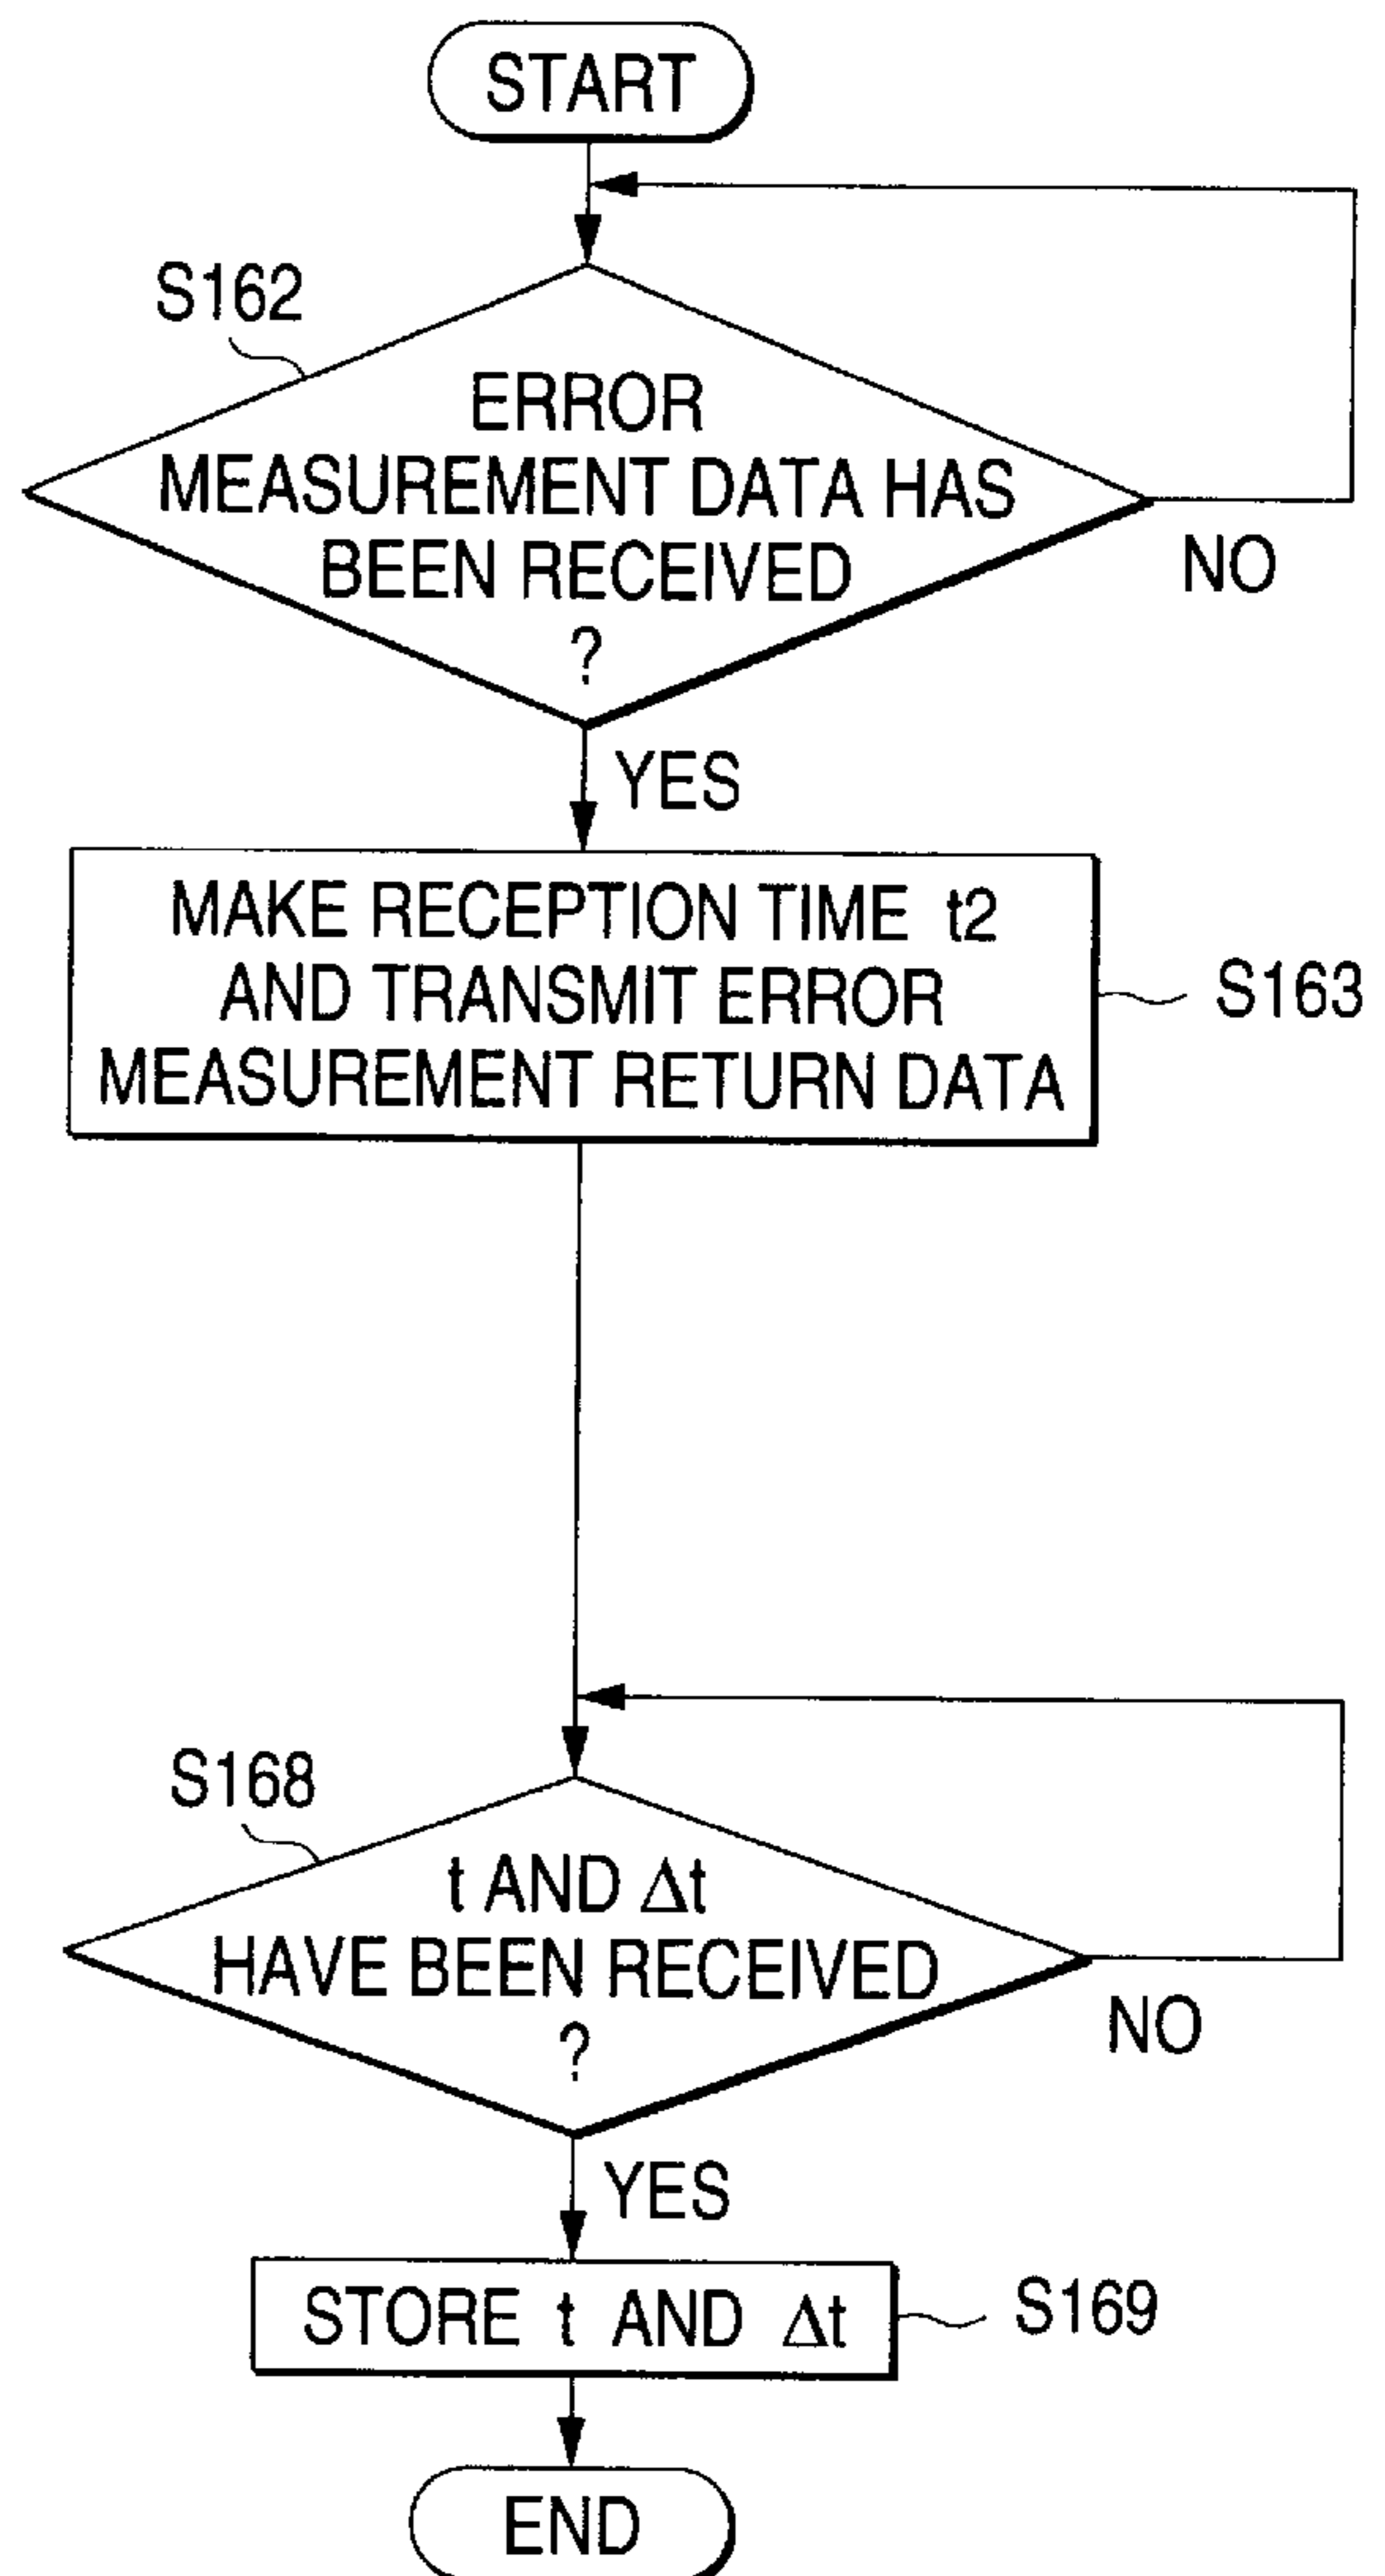 START
S162
ERROR
MEASUREMENT DATA HAS
BEEN RECEIVED
?
NO
YES
MAKE RECEPTION TIME t2
AND TRANSMIT ERROR
MEASUREMENT RETURN DATA
S163
S168
t AND Δt
HAVE BEEN RECEIVED
?
NO
YES
STORE t AND Δt
S169
END